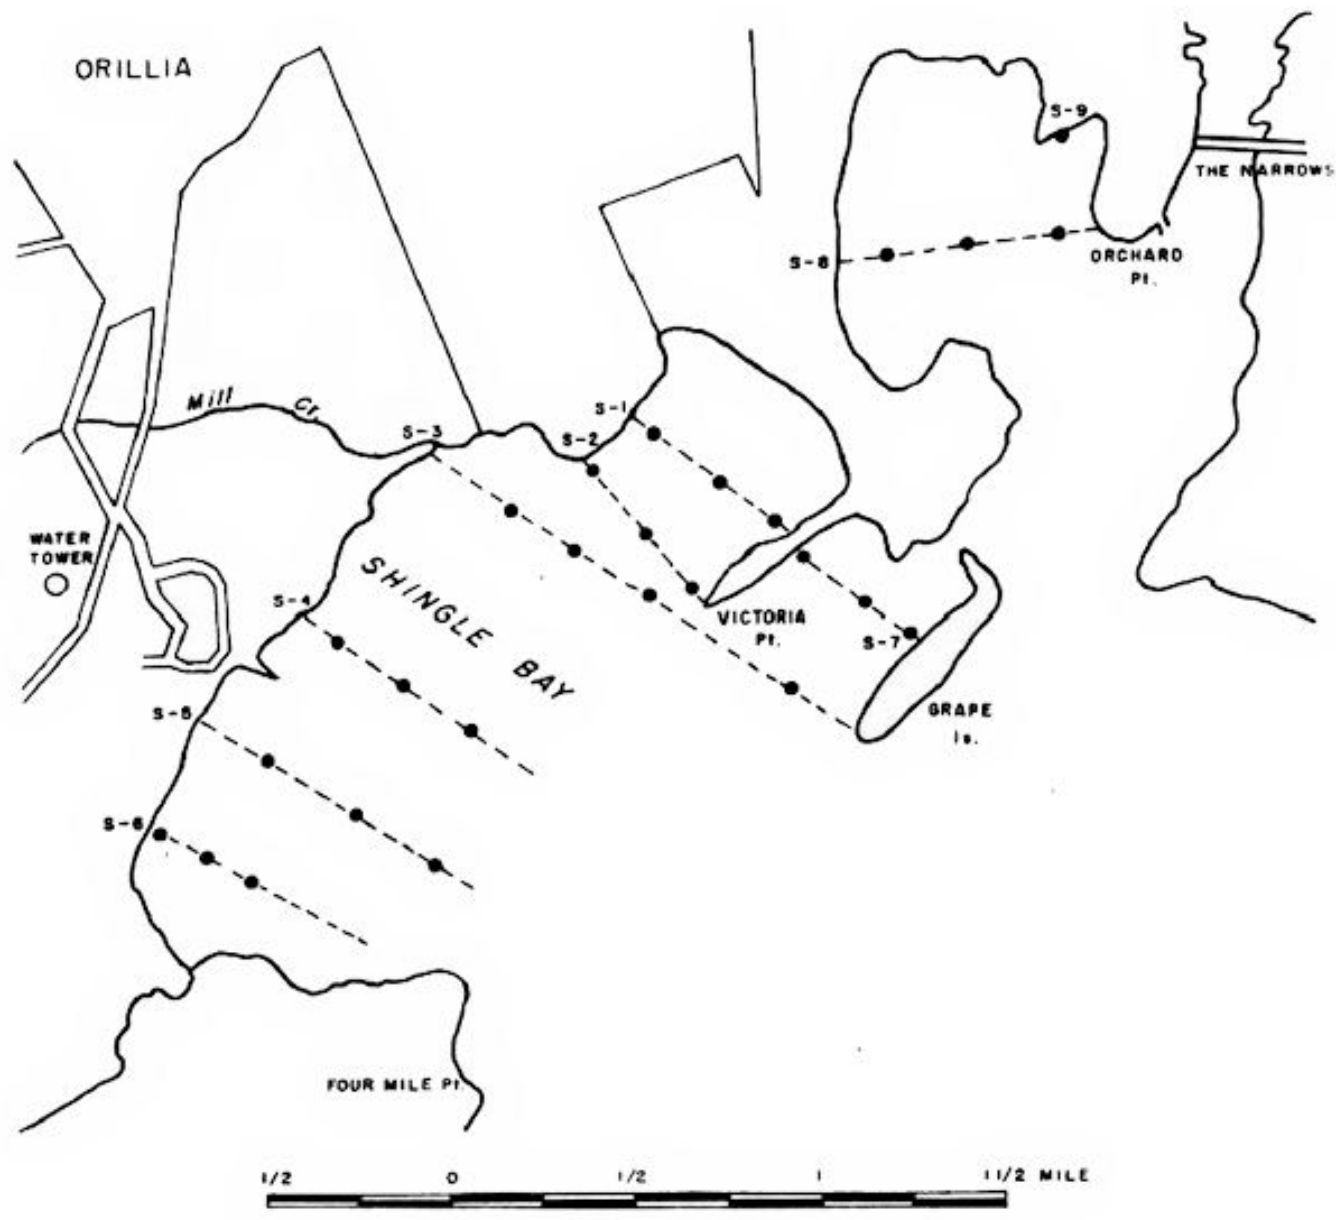 ORILLIA
S-9
THE NARROWS
S-8
ORCHARD
Pt.
Mill Cr.
S-1
S-3
S-2
WATER
TOWER
SHINGLE BAY
S-4
VICTORIA
Pt.
S-7
GRAPE
Is.
S-5
S-6
FOUR MILE Pt.
1/2 0 1/2 1 1 1/2 MILE